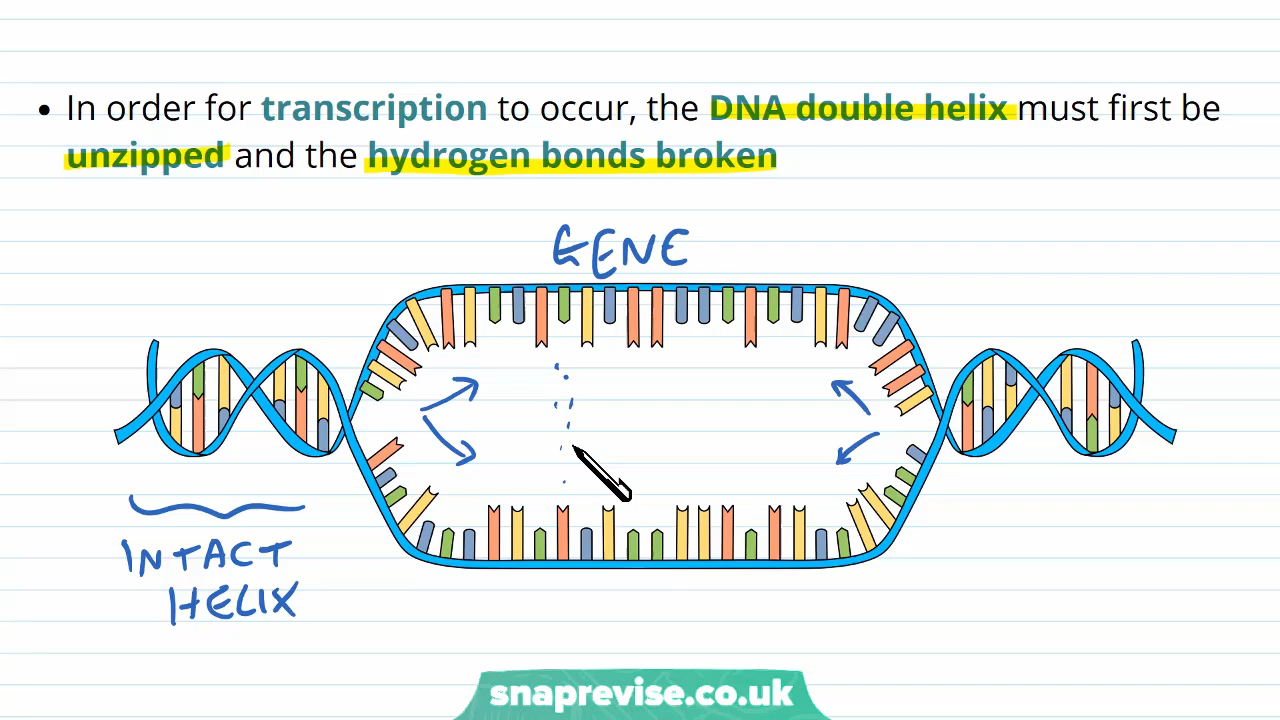 • In order for transcription to occur, the DNA double helix must first be
unzipped and the hydrogen bonds broken
GENE
INTACT
HELIX
snaprevise.co.uk